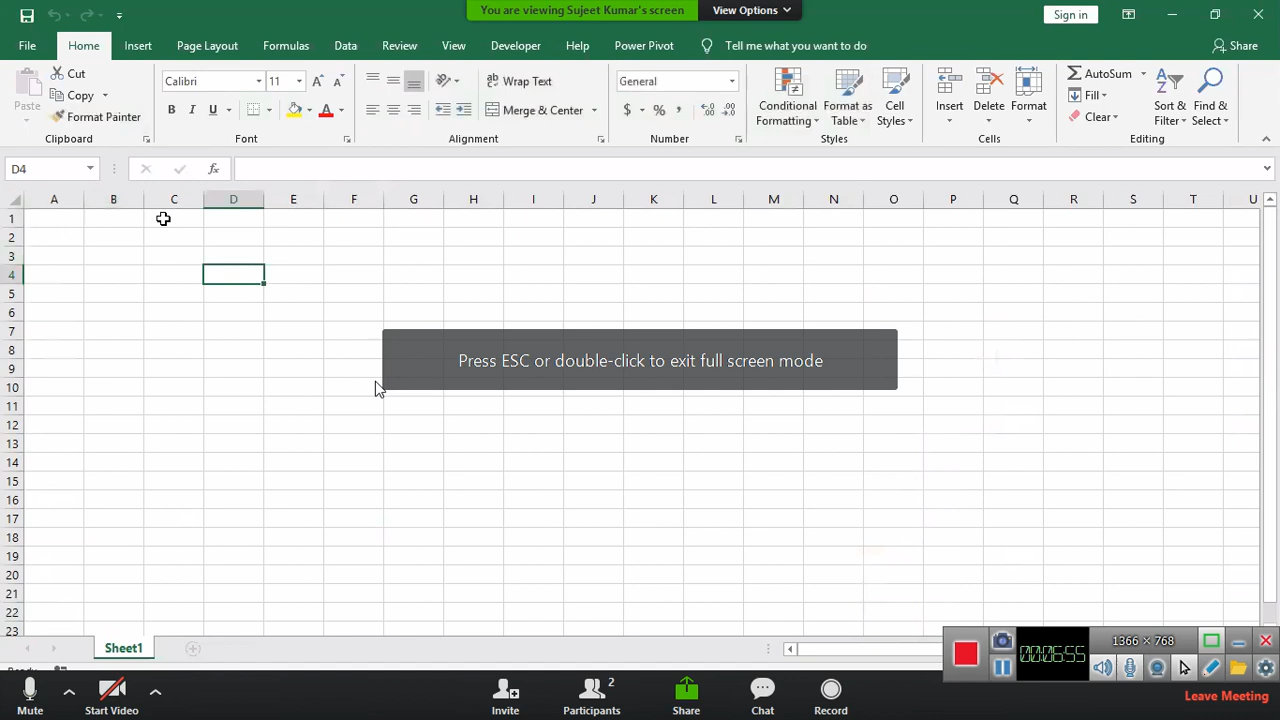 You are viewing Sujeet Kumar's screen View Options
Sign in
File Home Insert Page Layout Formulas Data Review View Developer Help Power Pivot Tell me what you want to do Share
Paste Cut Copy Format Painter
Calibri 11 B I U
Wrap Text Merge & Center
General $ %
Conditional Formatting Format as Table Cell Styles
Insert Delete Format
AutoSum Fill Clear Sort & Filter Find & Select
Clipboard Font Alignment Number Styles Cells Editing
D4 fx
A B C D E F G H I J K L M N O P Q R S T U
1
2
3
4
5
6
7
8
Press ESC or double-click to exit full screen mode
9
10
11
12
13
14
15
16
17
18
19
20
21
22
23
Sheet1
00:06:55 1366 × 768
Mute Start Video Invite Participants 2 Share Chat Record Leave Meeting